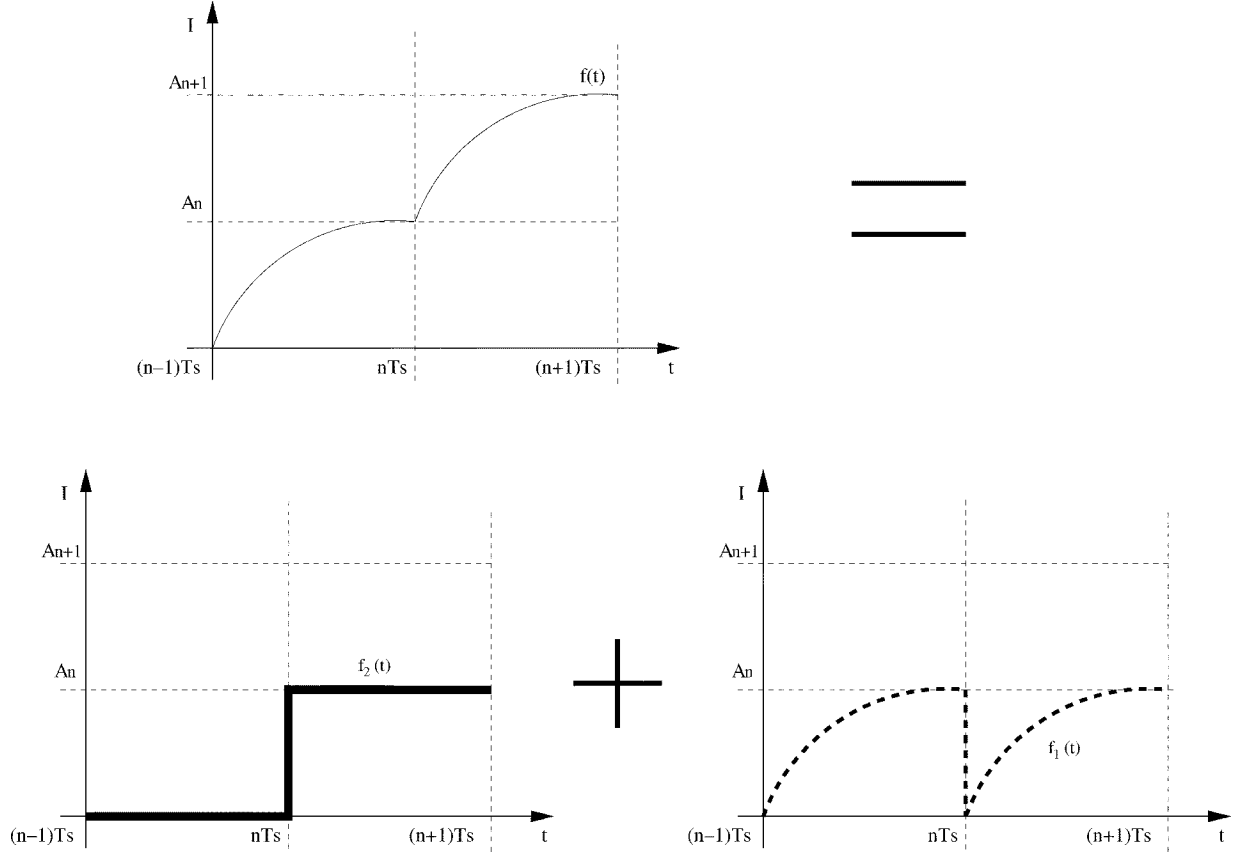 I
An+1
f(t)
An
(n−1)Ts
nTs
(n+1)Ts
t
I
An+1
An
f2 (t)
(n−1)Ts
nTs
(n+1)Ts
t
I
An+1
An
f1 (t)
(n−1)Ts
nTs
(n+1)Ts
t